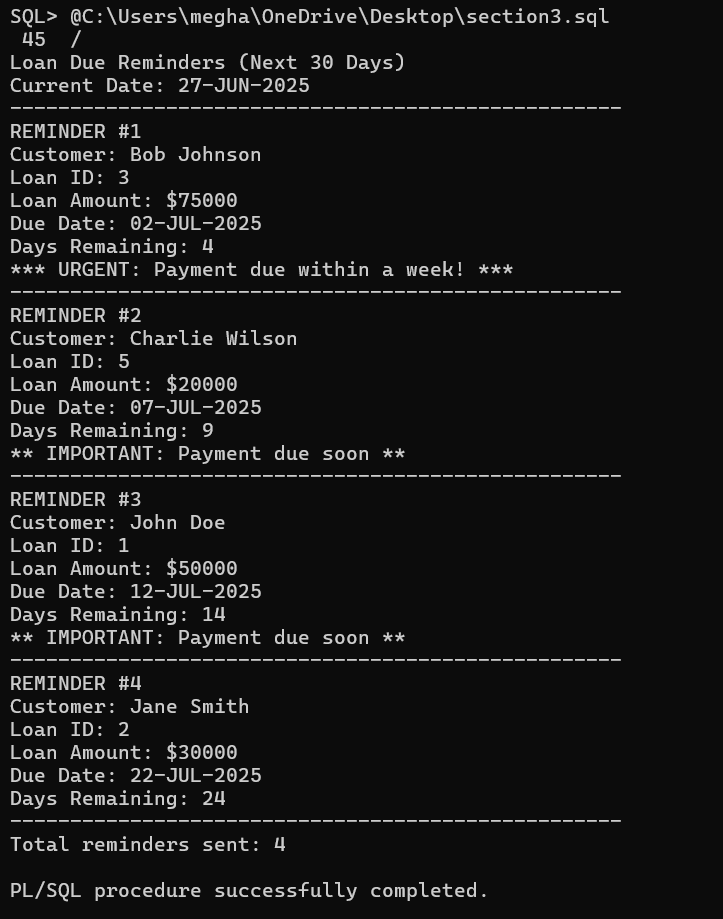 SQL> @C:\Users\megha\OneDrive\Desktop\section3.sql
 45  /
Loan Due Reminders (Next 30 Days)
Current Date: 27-JUN-2025
---------------------------------------------------
REMINDER #1
Customer: Bob Johnson
Loan ID: 3
Loan Amount: $75000
Due Date: 02-JUL-2025
Days Remaining: 4
*** URGENT: Payment due within a week! ***
---------------------------------------------------
REMINDER #2
Customer: Charlie Wilson
Loan ID: 5
Loan Amount: $20000
Due Date: 07-JUL-2025
Days Remaining: 9
** IMPORTANT: Payment due soon **
---------------------------------------------------
REMINDER #3
Customer: John Doe
Loan ID: 1
Loan Amount: $50000
Due Date: 12-JUL-2025
Days Remaining: 14
** IMPORTANT: Payment due soon **
---------------------------------------------------
REMINDER #4
Customer: Jane Smith
Loan ID: 2
Loan Amount: $30000
Due Date: 22-JUL-2025
Days Remaining: 24
---------------------------------------------------
Total reminders sent: 4

PL/SQL procedure successfully completed.